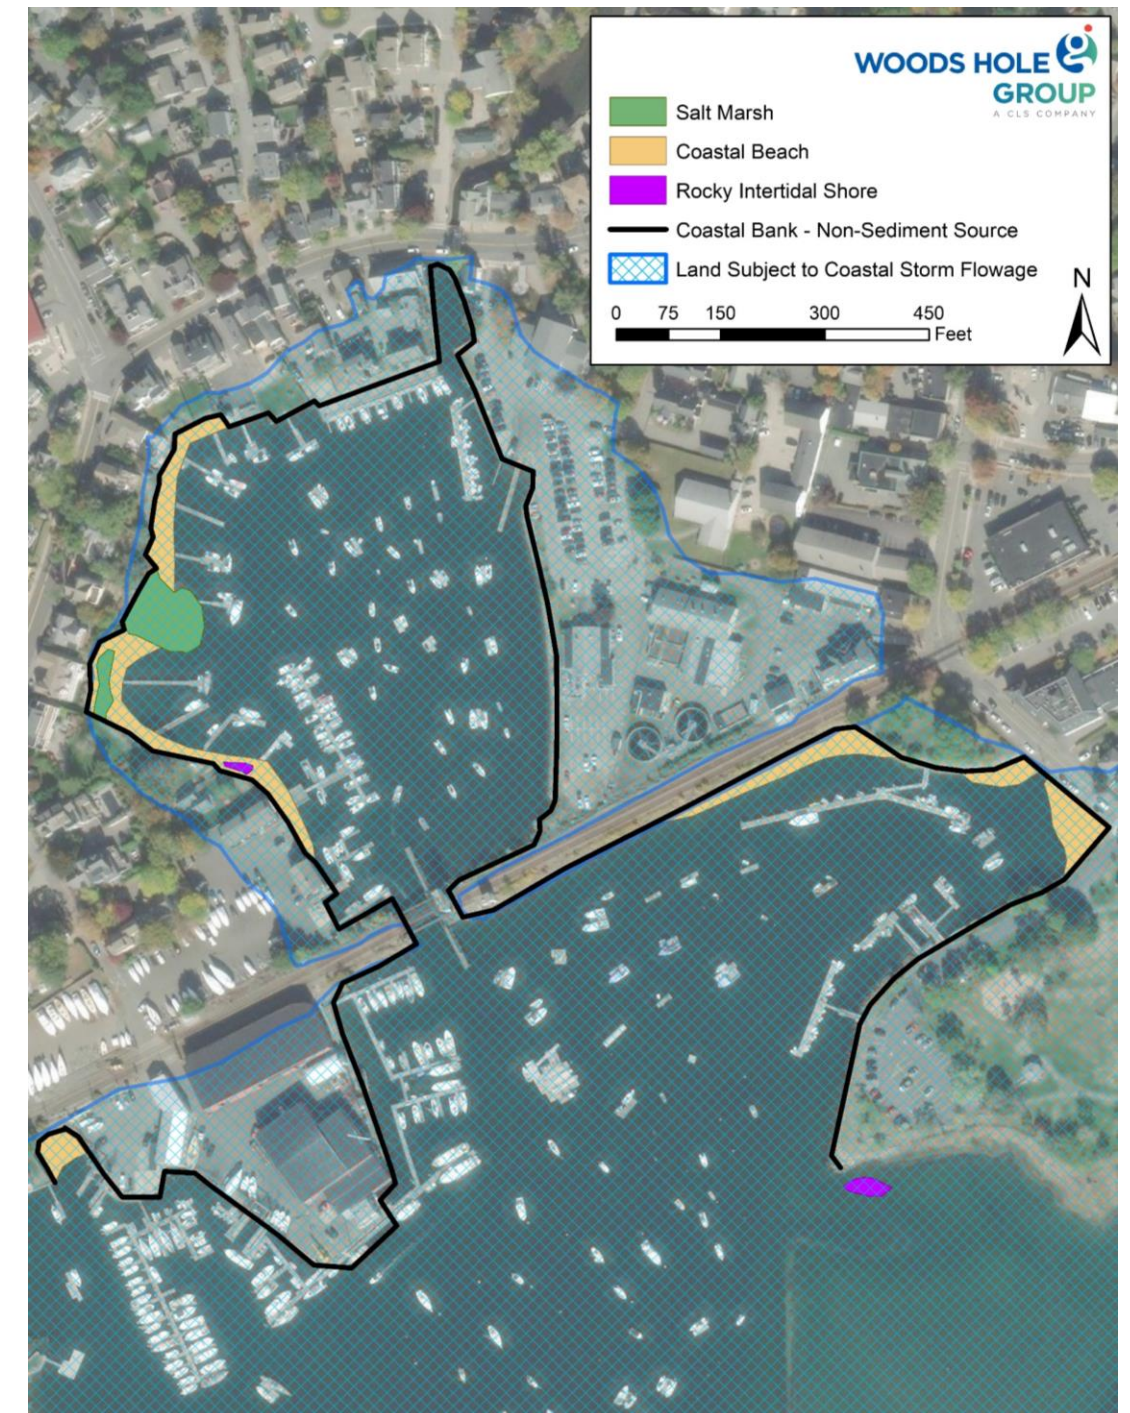 WOODS HOLE
GROUP
A CLS COMPANY
Salt Marsh
Coastal Beach
Rocky Intertidal Shore
Coastal Bank - Non-Sediment Source
Land Subject to Coastal Storm Flowage
N
0 75 150 300 450
Feet